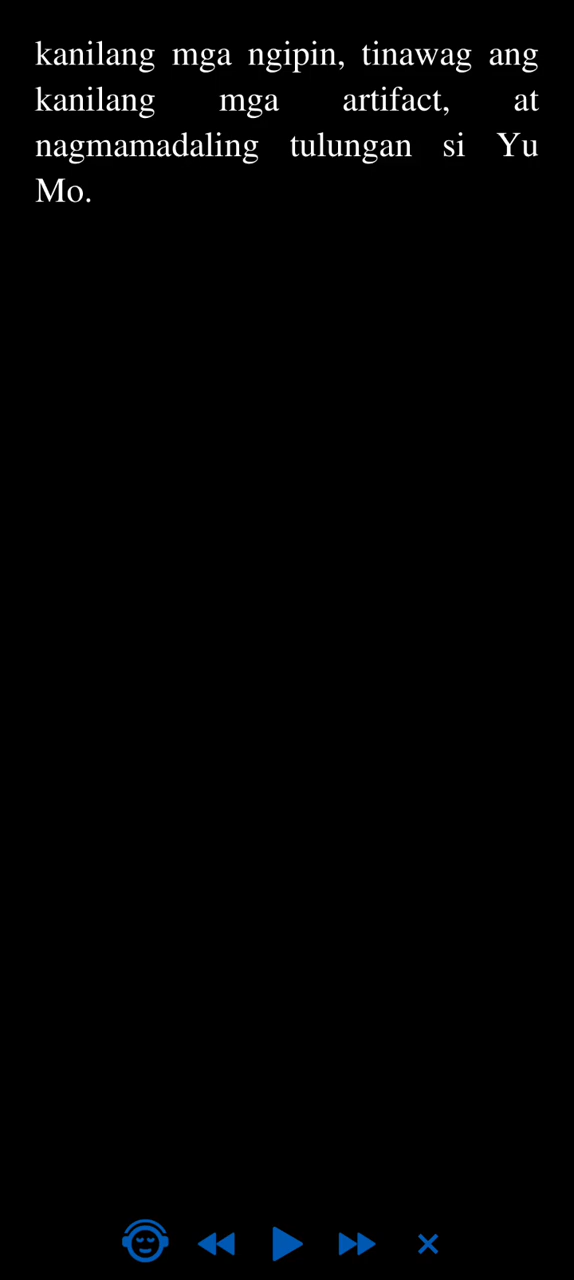 kanilang mga ngipin, tinawag ang
kanilang mga artifact, at
nagmamadaling tulungan si Yu
Mo.